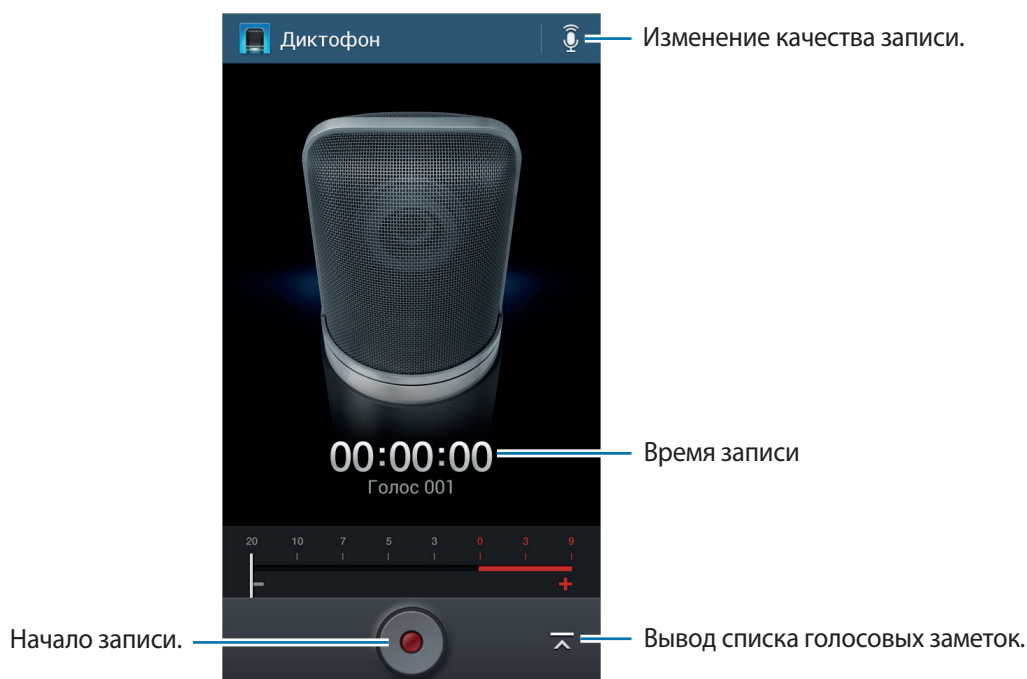 Диктофон
Изменение качества записи.
00:00:00
Время записи
Голос 001
20 10 7 5 3 0 3 9
− +
Начало записи.
Вывод списка голосовых заметок.